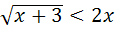 √(x + 3) < 2x